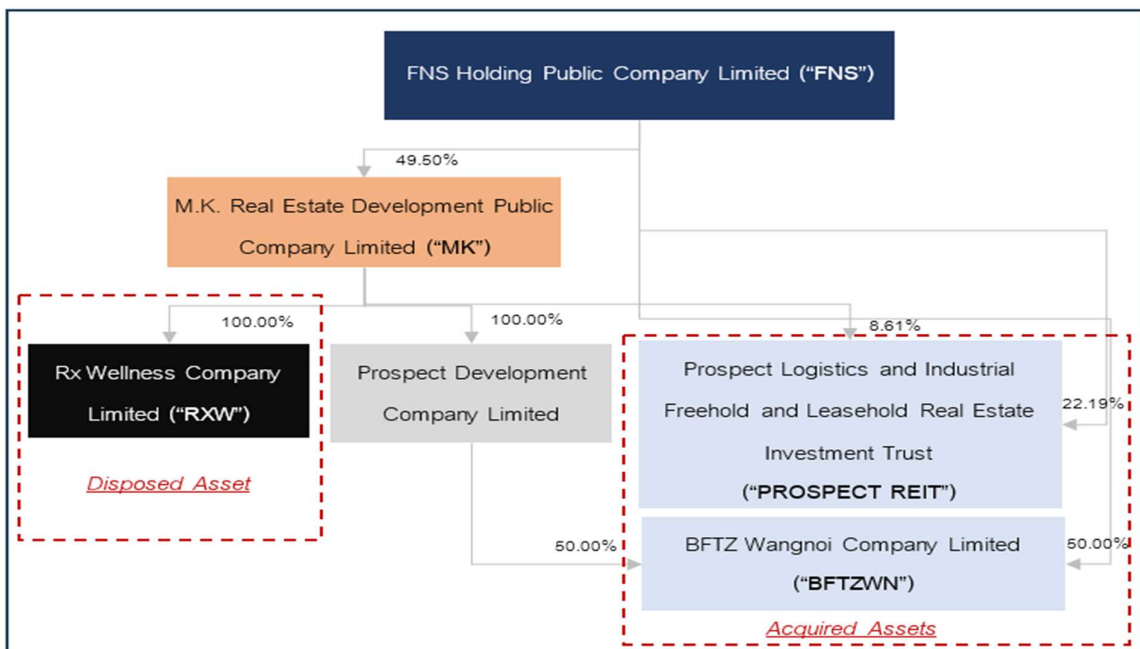 FNS Holding Public Company Limited (“FNS”)
49.50%
M.K. Real Estate Development Public
Company Limited (“MK”)
100.00%
100.00%
8.61%
Rx Wellness Company
Limited (“RXW”)
Prospect Development
Company Limited
Prospect Logistics and Industrial
Freehold and Leasehold Real Estate
Investment Trust
(“PROSPECT REIT”)
22.19%
Disposed Asset
50.00%
BFTZ Wangnoi Company Limited
(“BFTZWN”)
50.00%
Acquired Assets